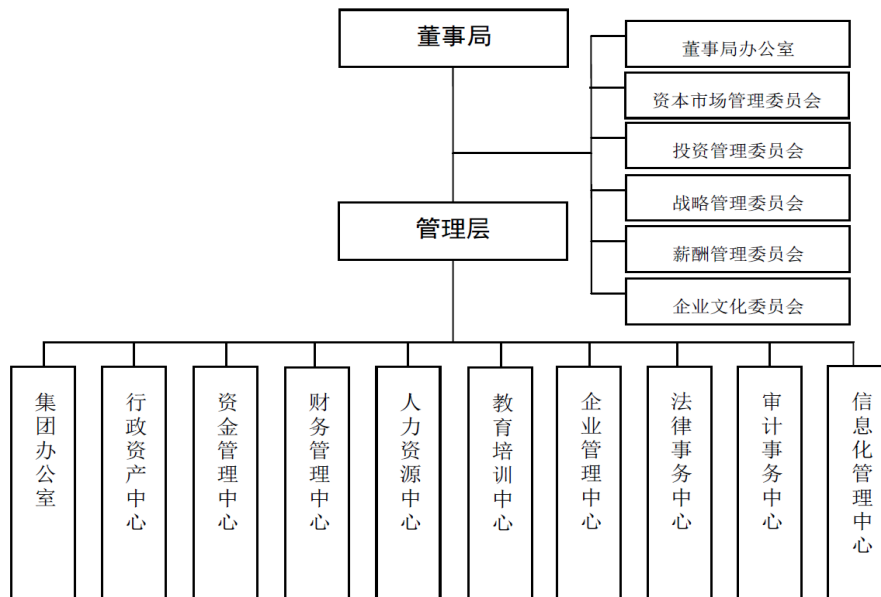 董事局
董事局办公室
资本市场管理委员会
投资管理委员会
战略管理委员会
管理层
薪酬管理委员会
企业文化委员会
集团办公室
行政资产中心
资金管理中心
财务管理中心
人力资源中心
教育培训中心
企业管理中心
法律事务中心
审计事务中心
信息化管理中心